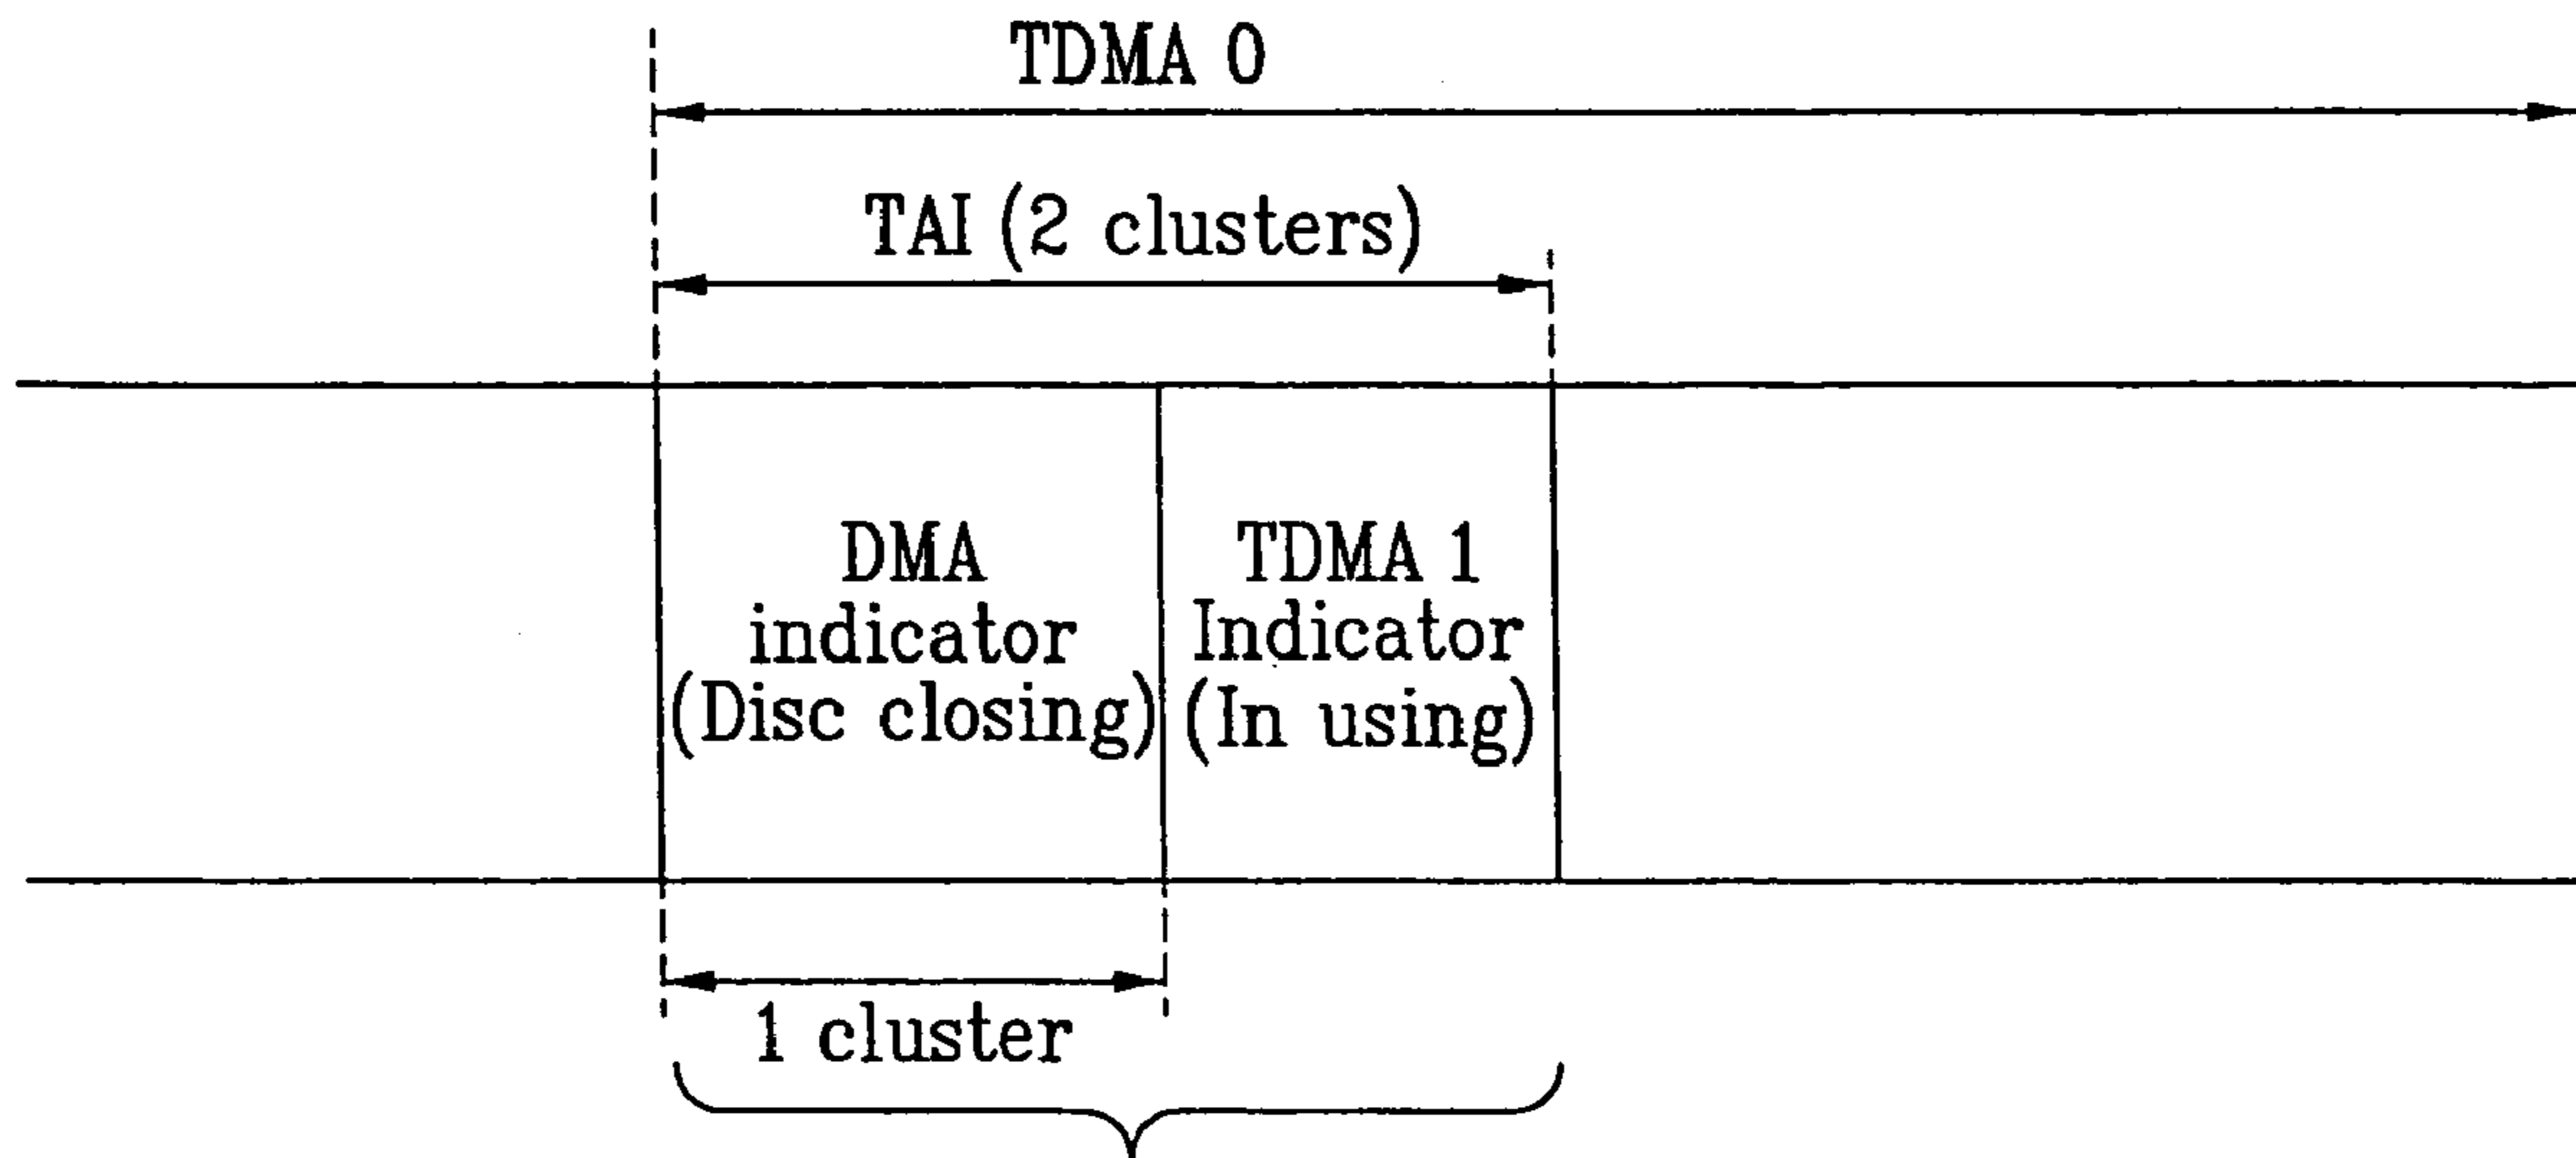 TDMA 0
TAI (2 clusters)
DMA
indicator
(Disc closing)
TDMA 1
Indicator
(In using)
1 cluster